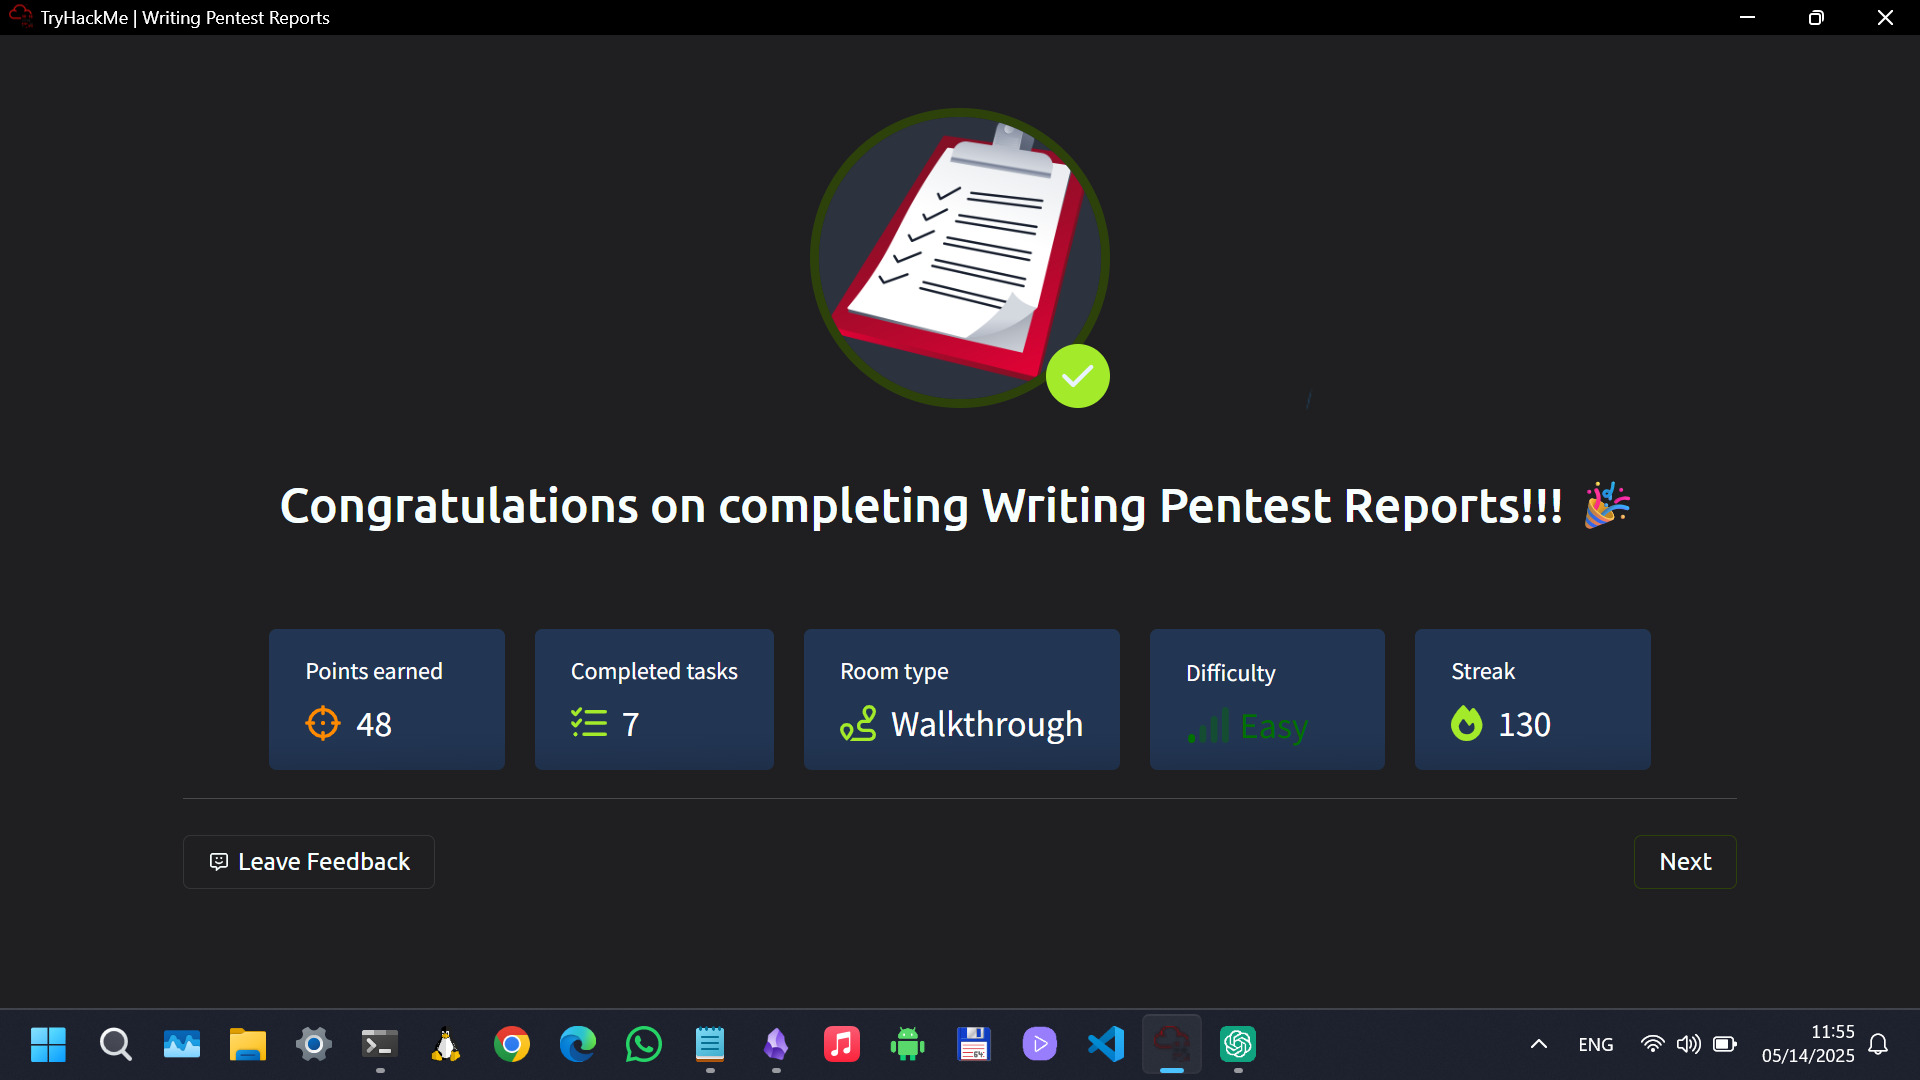 TryHackMe | Writing Pentest Reports
Congratulations on completing Writing Pentest Reports!!! 🎉
Points earned
48
Completed tasks
7
Room type
Walkthrough
Difficulty
Easy
Streak
130
Leave Feedback
Next
64
ENG
11:55
05/14/2025